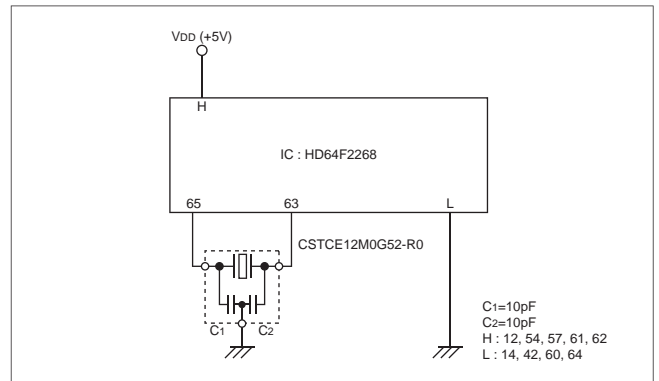 VDD (+5V)
H
IC : HD64F2268
65 63 L
CSTCE12M0G52-R0
C1 C2
C1=10pF
C2=10pF
H : 12, 54, 57, 61, 62
L : 14, 42, 60, 64